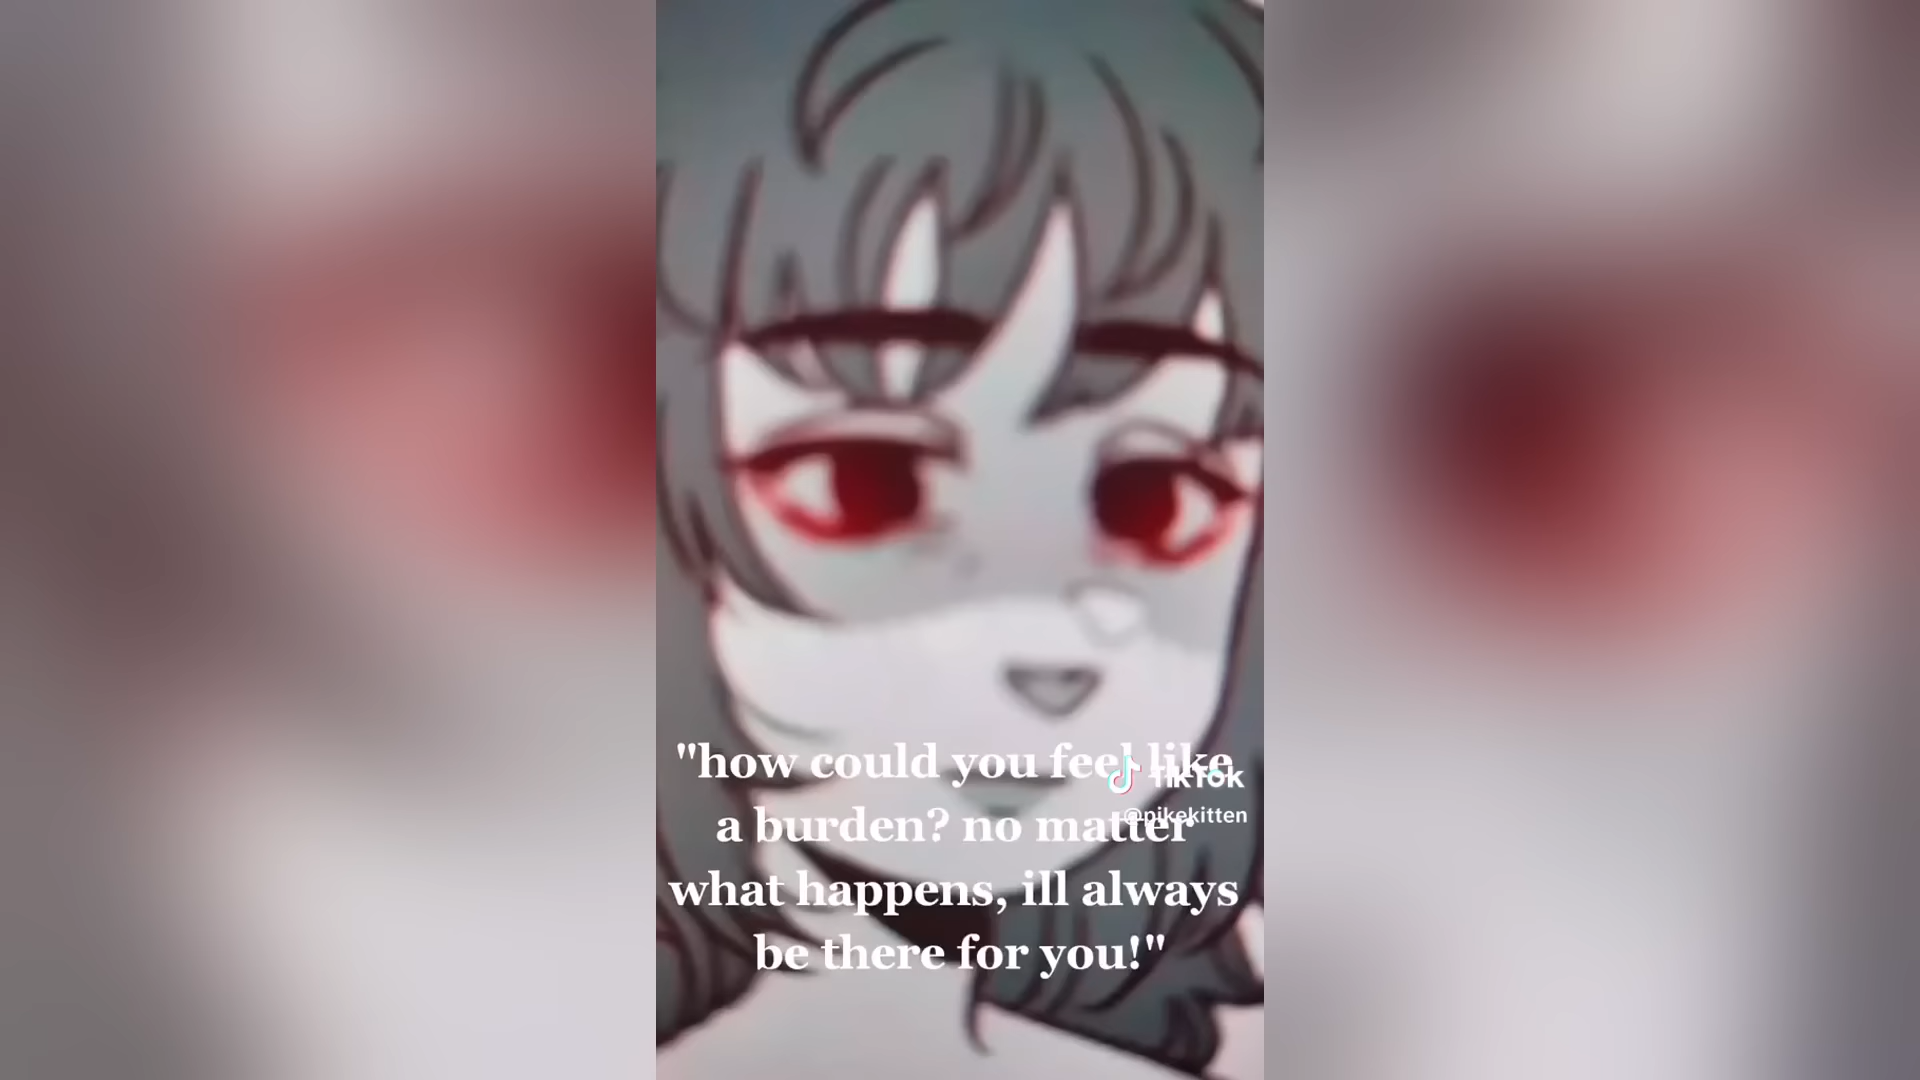 "how could you feel like
TikTok
@pikekitten
a burden? no matter
what happens, ill always
be there for you!"